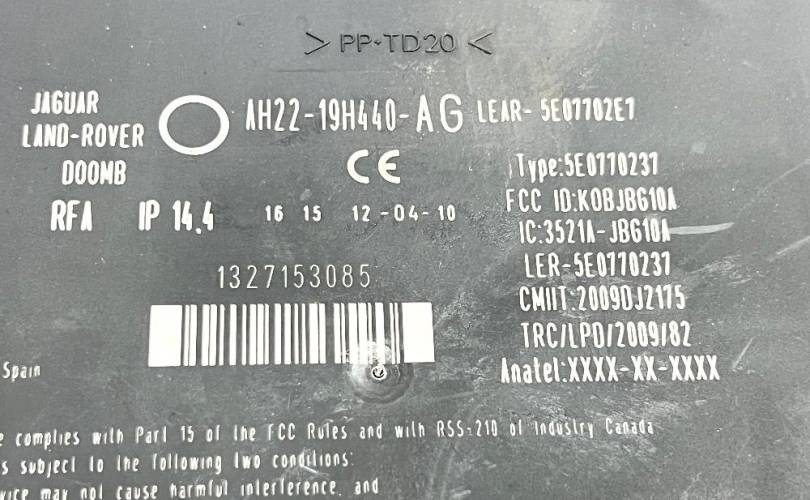 > PP-TD20 <
JAGUAR
LAND-ROVER
DOOMB
AH22-19H440-AG LEAR- 5E07702E7
CE
RFA IP 14.4 16 15 12-04-10
Type:5E0770237
FCC ID:KOBJBG10A
IC:3521A-JBG10A
LER-5E0770237
CMIIT:2009DJ2175
TRC/LPD/2009/82
Anatel:XXXX-XX-XXXX
1327153085
Spain
complies with Part 15 of the FCC Rules and with RSS-210 of Industry Canada
subject to the following two conditions:
may not cause harmful interference, and